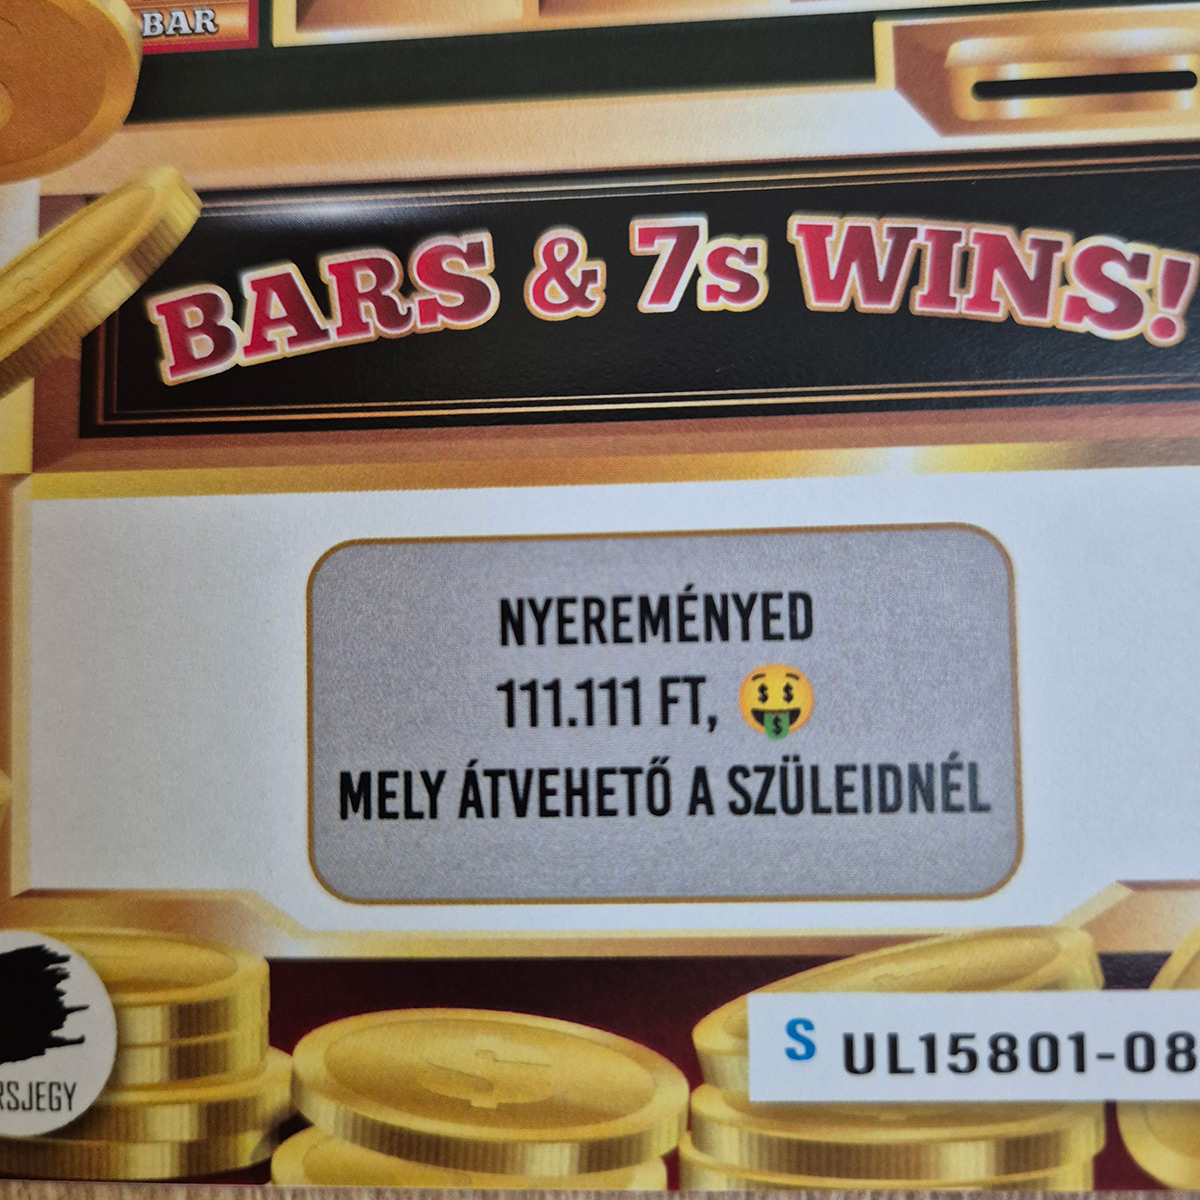 BAR
BARS & 7s WINS!
NYEREMÉNYED
111.111 FT,
MELY ÁTVEHETŐ A SZÜLEIDNÉL
RSJEGY
S UL15801-08